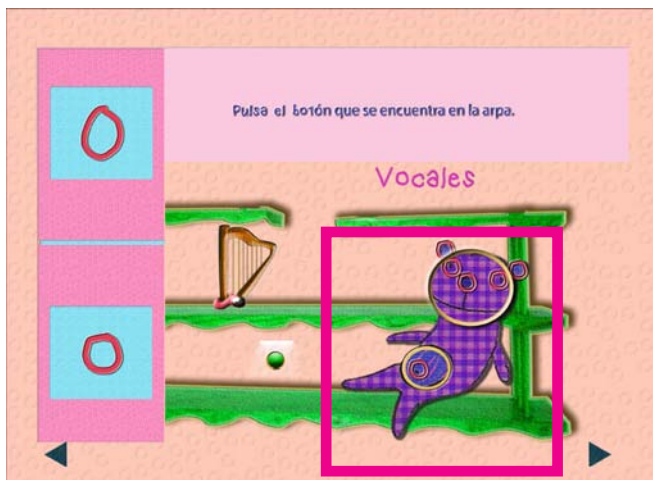 O
Pulsa el botón que se encuentra en la arpa.
Vocales
o